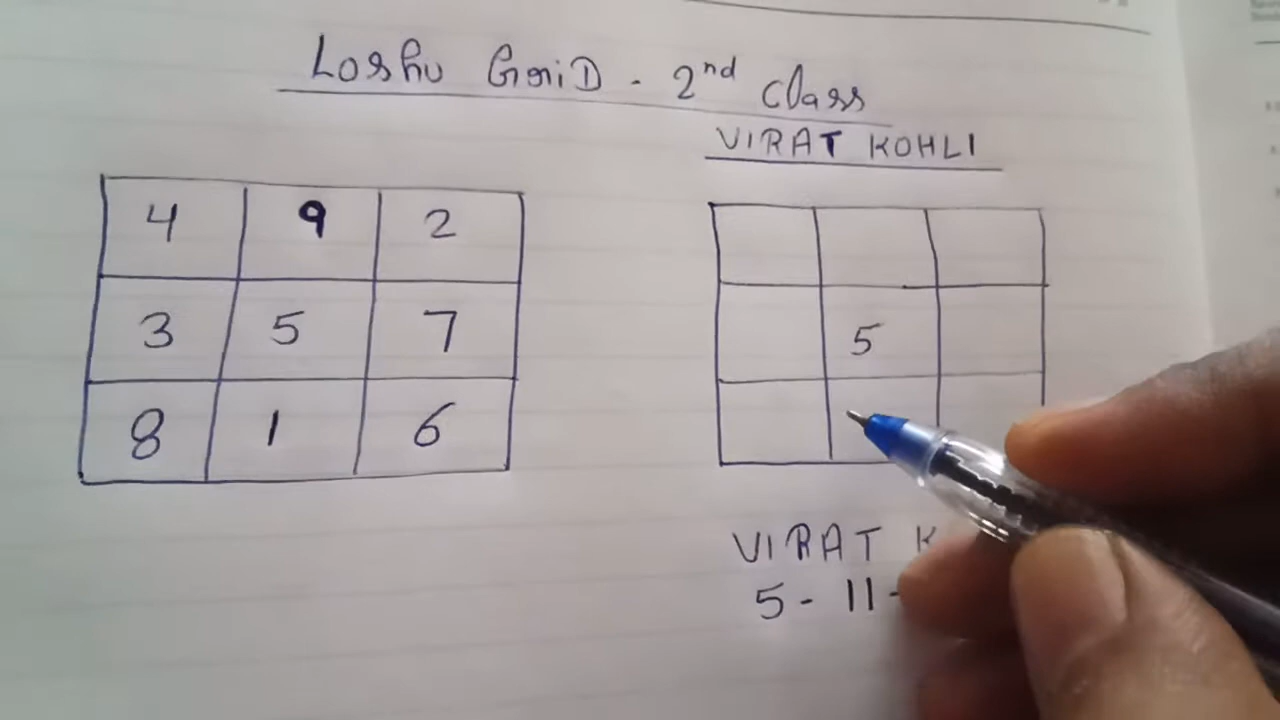 Loshu GriD - 2nd Class
VIRAT KOHLI
4 9 2
3 5 7
8 1 6
5
VIRAT K
5 - 11 -